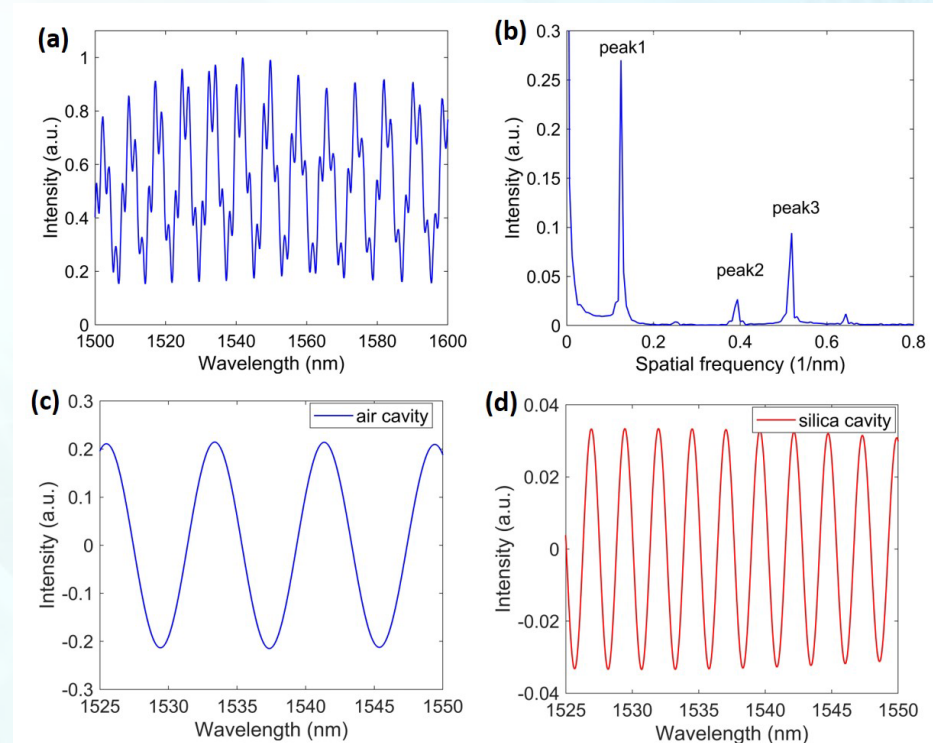 (a)
Intensity (a.u.)
1
0.8
0.6
0.4
0.2
0
1500 1520 1540 1560 1580 1600
Wavelength (nm)
(b)
Intensity (a.u.)
0.3
0.25
0.2
0.15
0.1
0.05
0
peak1
peak2
peak3
0 0.2 0.4 0.6 0.8
Spatial frequency (1/nm)
(c)
Intensity (a.u.)
0.3
0.2
0.1
0
-0.1
-0.2
-0.3
air cavity
1525 1530 1535 1540 1545 1550
Wavelength (nm)
(d)
Intensity (a.u.)
0.04
0.02
0
-0.02
-0.04
silica cavity
1525 1530 1535 1540 1545 1550
Wavelength (nm)